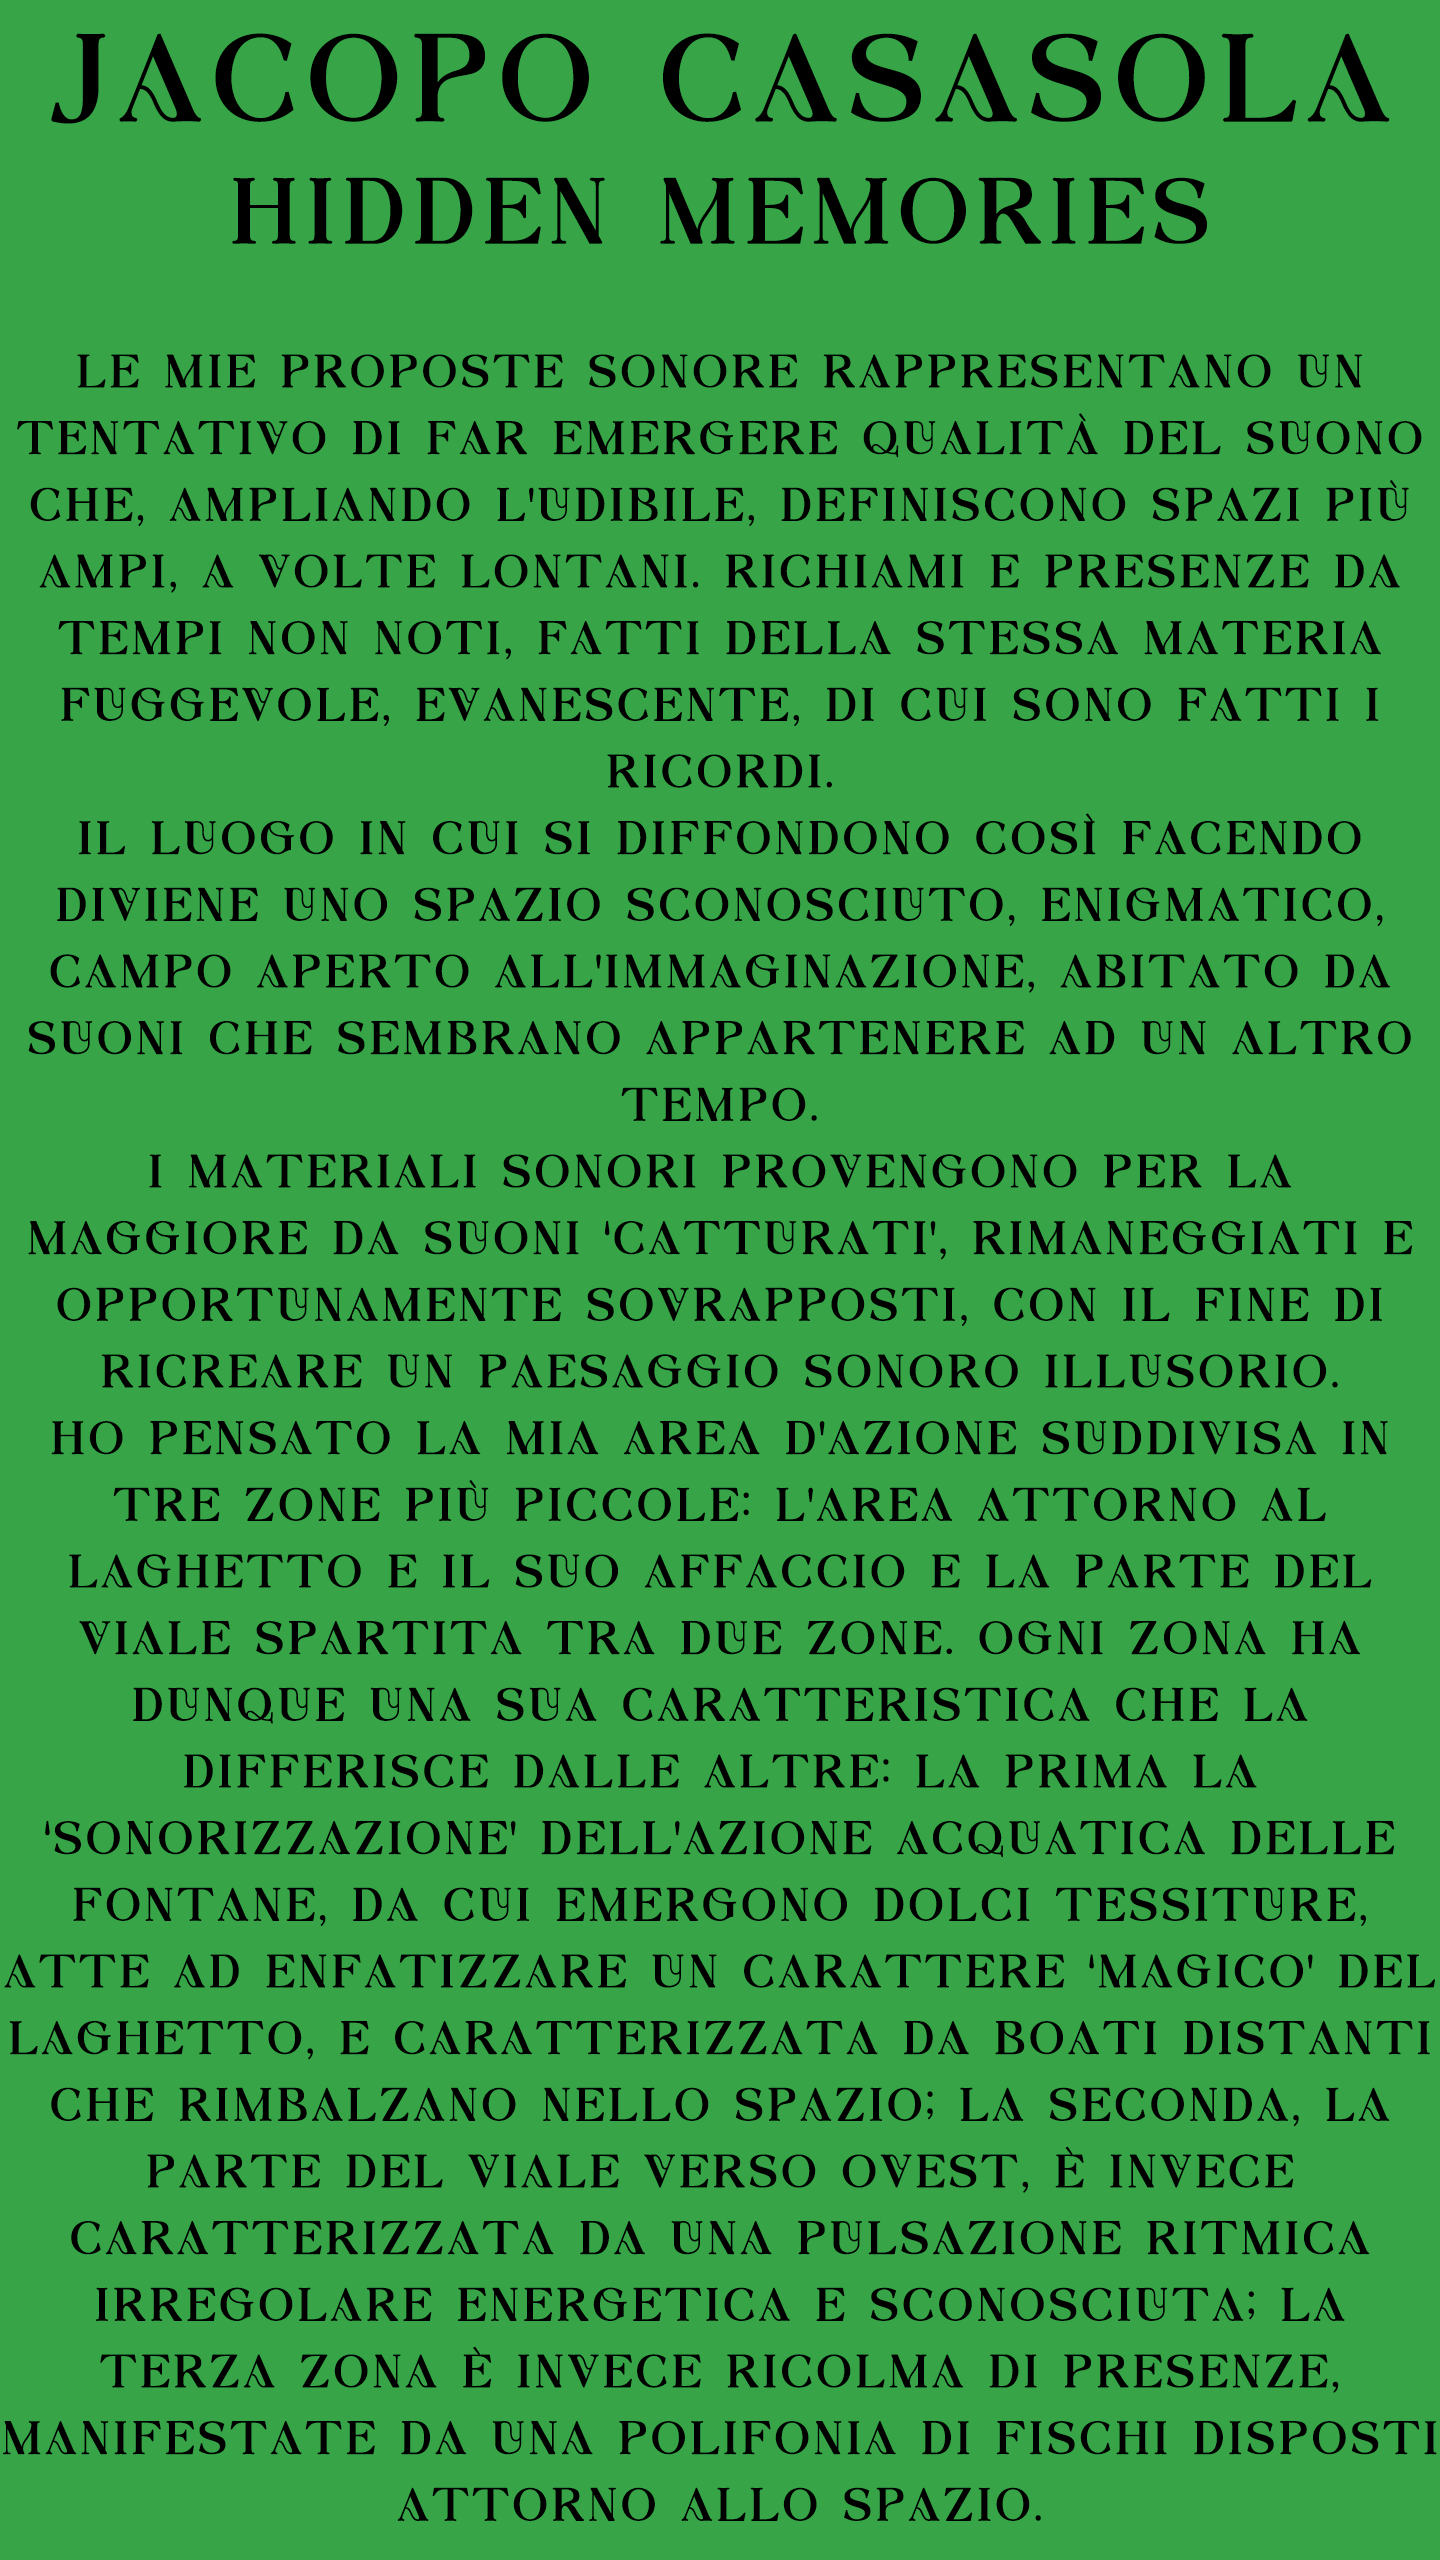 JACOPO CASASOLA
HIDDEN MEMORIES
LE MIE PROPOSTE SONORE RAPPRESENTANO UN
TENTATIVO DI FAR EMERGERE QUALITÀ DEL SUONO
CHE, AMPLIANDO L'UDIBILE, DEFINISCONO SPAZI PIÙ
AMPI, A VOLTE LONTANI. RICHIAMI E PRESENZE DA
TEMPI NON NOTI, FATTI DELLA STESSA MATERIA
FUGGEVOLE, EVANESCENTE, DI CUI SONO FATTI I
RICORDI.
IL LUOGO IN CUI SI DIFFONDONO COSÌ FACENDO
DIVIENE UNO SPAZIO SCONOSCIUTO, ENIGMATICO,
CAMPO APERTO ALL'IMMAGINAZIONE, ABITATO DA
SUONI CHE SEMBRANO APPARTENERE AD UN ALTRO
TEMPO.
I MATERIALI SONORI PROVENGONO PER LA
MAGGIORE DA SUONI 'CATTURATI', RIMANEGGIATI E
OPPORTUNAMENTE SOVRAPPOSTI, CON IL FINE DI
RICREARE UN PAESAGGIO SONORO ILLUSORIO.
HO PENSATO LA MIA AREA D'AZIONE SUDDIVISA IN
TRE ZONE PIÙ PICCOLE: L'AREA ATTORNO AL
LAGHETTO E IL SUO AFFACCIO E LA PARTE DEL
VIALE SPARTITA TRA DUE ZONE. OGNI ZONA HA
DUNQUE UNA SUA CARATTERISTICA CHE LA
DIFFERISCE DALLE ALTRE: LA PRIMA LA
'SONORIZZAZIONE' DELL'AZIONE ACQUATICA DELLE
FONTANE, DA CUI EMERGONO DOLCI TESSITURE,
ATTE AD ENFATIZZARE UN CARATTERE 'MAGICO' DEL
LAGHETTO, E CARATTERIZZATA DA BOATI DISTANTI
CHE RIMBALZANO NELLO SPAZIO; LA SECONDA, LA
PARTE DEL VIALE VERSO OVEST, È INVECE
CARATTERIZZATA DA UNA PULSAZIONE RITMICA
IRREGOLARE ENERGETICA E SCONOSCIUTA; LA
TERZA ZONA È INVECE RICOLMA DI PRESENZE,
MANIFESTATE DA UNA POLIFONIA DI FISCHI DISPOSTI
ATTORNO ALLO SPAZIO.